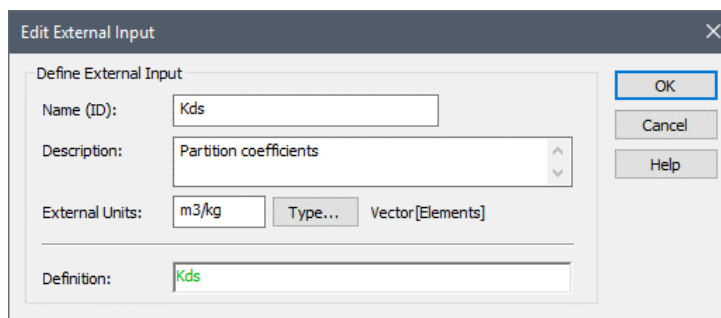 Edit External Input
Define External Input
Name (ID): Kds
Description: Partition coefficients
External Units: m3/kg Type... Vector[Elements]
Definition: Kds
OK
Cancel
Help